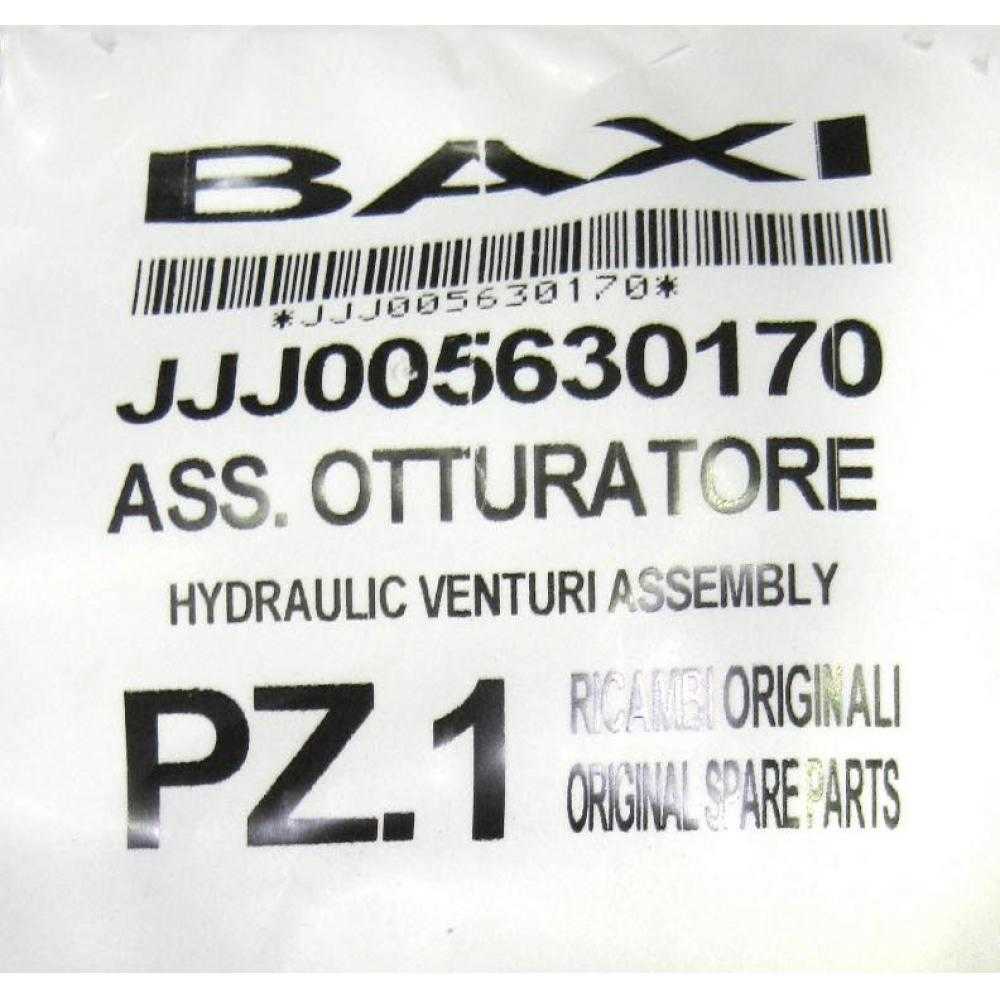 BAXI
*JJJ005630170*
JJJ005630170
ASS. OTTURATORE
HYDRAULIC VENTURI ASSEMBLY
PZ.1
RICAMBI ORIGINALI
ORIGINAL SPARE PARTS